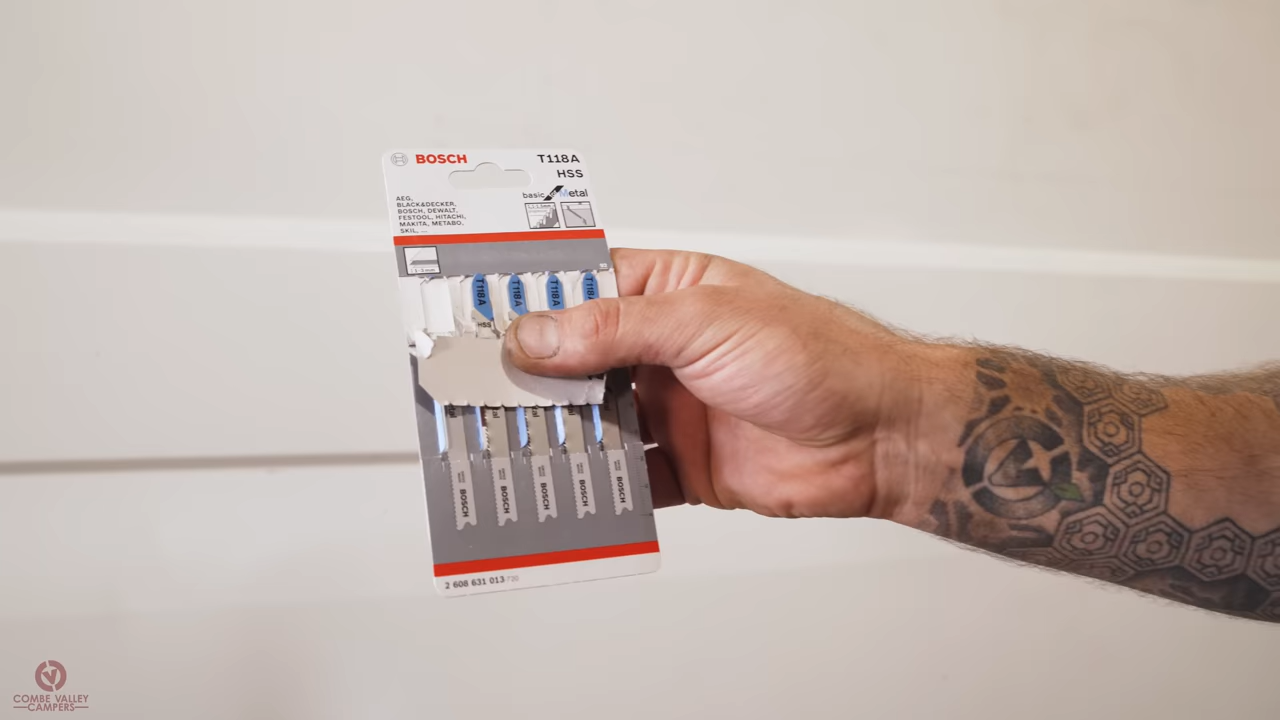 BOSCH
T118A
HSS
basic for Metal
AEG,
BLACK&DECKER,
BOSCH, DEWALT,
FESTOOL, HITACHI,
MAKITA, METABO,
SKIL, ...
T118A
T118A
T118A
T118A
HSS
BOSCH
BOSCH
BOSCH
BOSCH
BOSCH
2 608 631 013
COMBE VALLEY
CAMPERS